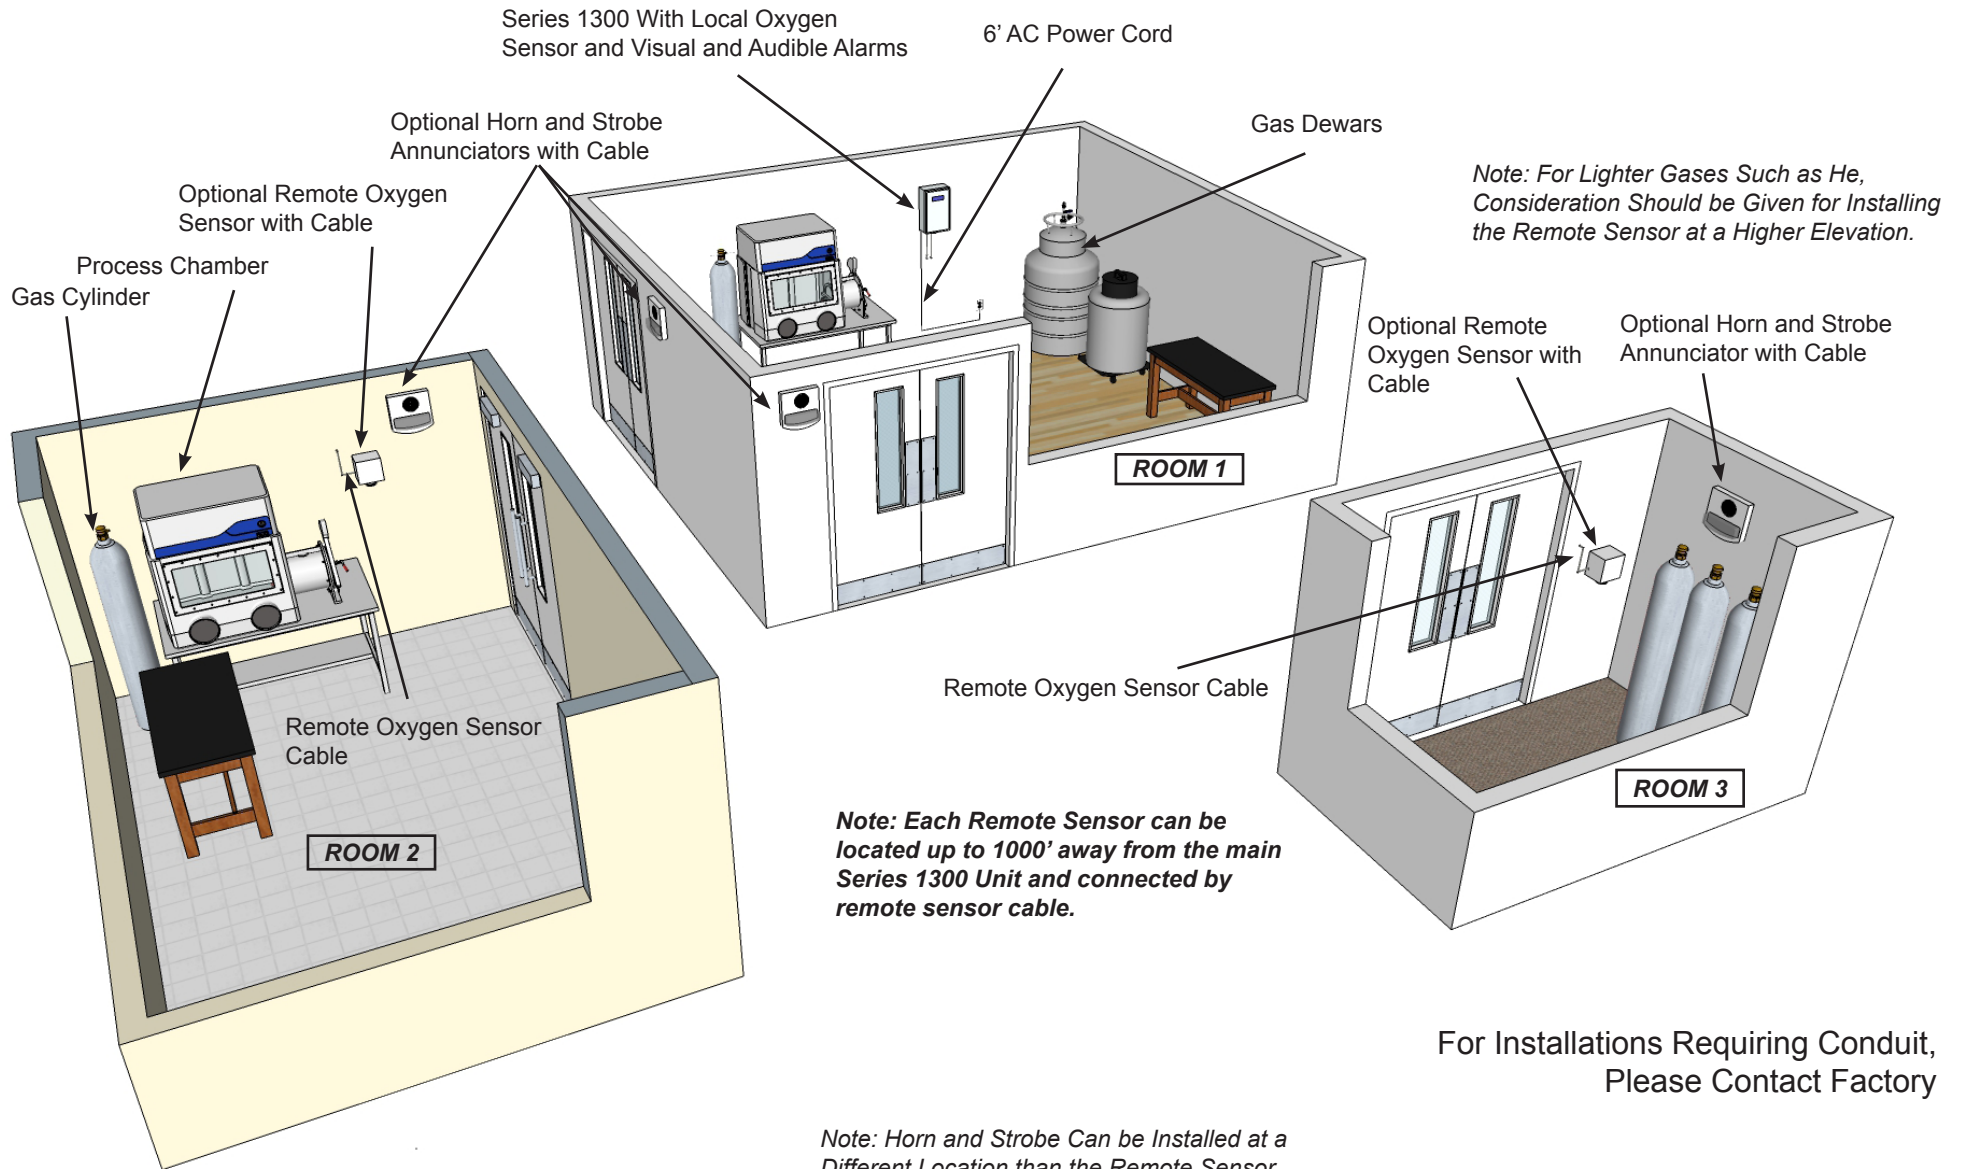 Series 1300 With Local Oxygen
Sensor and Visual and Audible Alarms
6’ AC Power Cord
Optional Horn and Strobe
Annunciators with Cable
Gas Dewars
Optional Remote Oxygen
Sensor with Cable
Process Chamber
Gas Cylinder
Note: For Lighter Gases Such as He,
Consideration Should be Given for Installing
the Remote Sensor at a Higher Elevation.
Optional Remote
Oxygen Sensor with
Cable
Optional Horn and Strobe
Annunciator with Cable
ROOM 1
Remote Oxygen Sensor Cable
Remote Oxygen Sensor
Cable
ROOM 3
ROOM 2
Note: Each Remote Sensor can be
located up to 1000’ away from the main
Series 1300 Unit and connected by
remote sensor cable.
For Installations Requiring Conduit,
Please Contact Factory
Note: Horn and Strobe Can be Installed at a
Different Location than the Remote Sensor